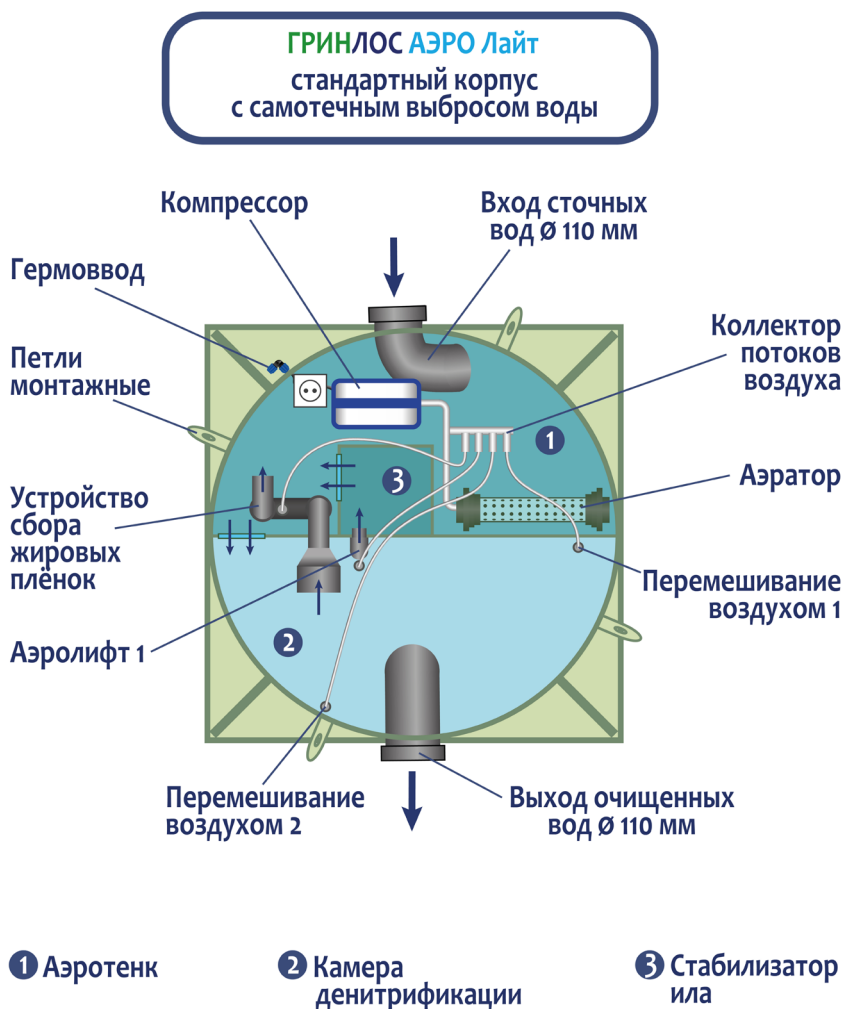 ГРИНЛОС АЭРО Лайт
стандартный корпус
с самотечным выбросом воды
Компрессор
Вход сточных
вод Ø 110 мм
Гермоввод
Петли
монтажные
Коллектор
потоков
воздуха
1
3
Аэратор
Устройство
сбора
жировых
плёнок
Перемешивание
воздухом 1
2
Аэролифт 1
Перемешивание
воздухом 2
Выход очищенных
вод Ø 110 мм
1 Аэротенк
2 Камера
денитрификации
3 Стабилизатор
ила